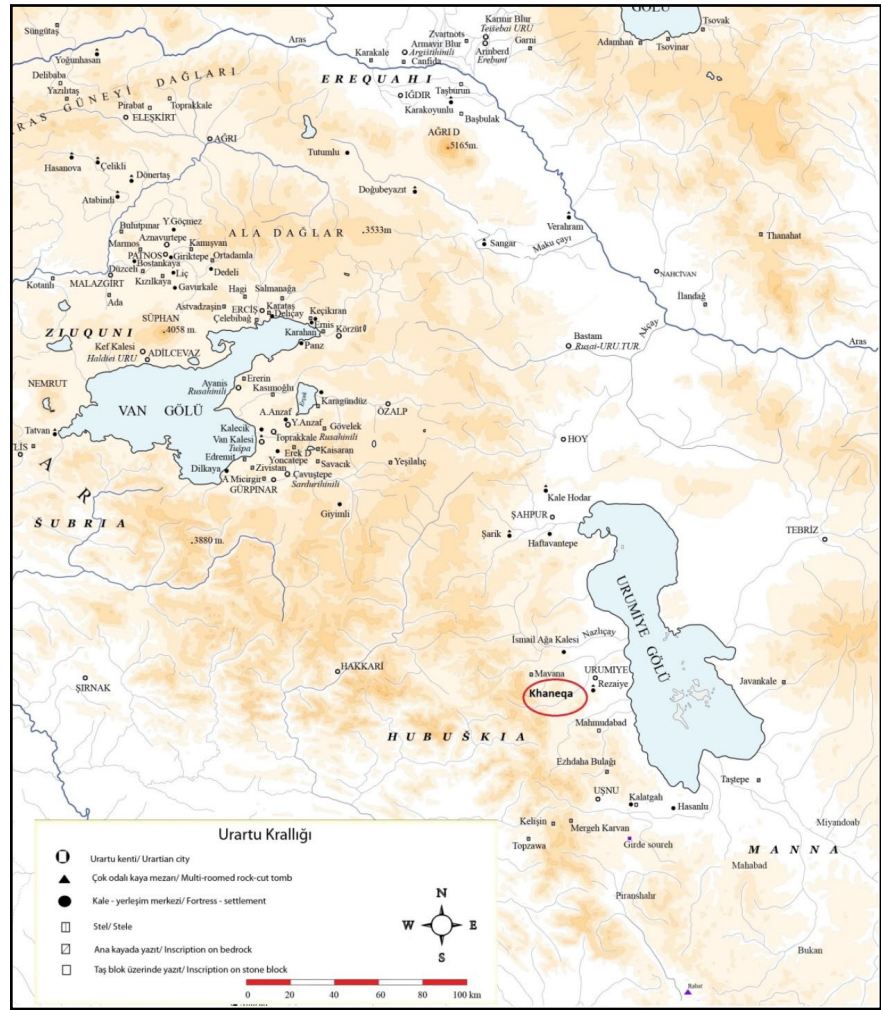 GÖLÜ
Tsovak
Süngütaş
Karmir Blur
Teišebai URU
Zvartnots
Garni
Adamhan
Tsovinar
Aras
Armavir Blur
Argištihinili
Arinberd
Erebuni
Yoğunhasan
Karakale
Canfida
Delibaba
EREQUAHI
Yazılıtaş
ARAS GÜNEYİ DAĞLARI
Taşburun
IĞDIR
Pirabat
Toprakkale
Karakoyunlu
ELEŞKİRT
Başbulak
AĞRI
AĞRI D
.5165m.
Tutumlu
Hasanova
Çelikli
Dönertaş
Doğubeyazıt
Atabindi
Y.Göçmez
Verahram
Bulutpınar
ALA DAĞLAR
.3533m
Aznavurtepe
Thanahat
Marmos
Kamışvan
Sangar
Maku çayı
PATNOS
Giriktepe
Ortadamla
Bostankaya
Düzceli
Liç
Dedeli
NAHCIVAN
Kotanlı
MALAZGİRT
Kızılkaya
Gavurkale
Hagi
Salmanağa
İlandağ
Ada
Astvadzaşin
ERCİŞ
Karataş
Deliçay
Keçikıran
SÜPHAN
Çelebibağ
Ernis
Akçay
ZIUQUNI
.4058 m.
Karahan
Körzüt
Bastam
Rusai-URU.TUR.
Aras
Kef Kalesi
Haldiei URU
ADİLCEVAZ
Panz
NEMRUT
Ayanis
Rusahinili
Ererin
Kasımoğlu
Erçek
Karagündüz
VAN GÖLÜ
A.Anzaf
Y.Anzaf
ÖZALP
Tatvan
Kalecik
Gövelek
HOY
Van Kalesi
Tušpa
Toprakkale Rusahinili
TLİS
Erek D
Kaisaran
Edremit
Yoncatepe
Savacık
Yeşilalıç
A
Dilkaya
Zivistan
Çavuştepe
Sardurihinili
A Micirgir
GÜRPINAR
Kale Hodar
R
Giyimli
ŞAHPUR
ŠUBRIA
TEBRİZ
.3880 m.
Şarik
Haftavantepe
URUMİYE GÖLÜ
İsmail Ağa Kalesi
Nazlıçay
HAKKARİ
Mavana
URUMIYE
ŞIRNAK
Javankale
Khaneqa
Rezaiye
HUBUŠKIA
Mahmudabad
Ezhdaha Bulağı
Taştepe
UŞNU
Kalatgah
Hasanlu
Kelişin
Mergeh Karvan
Miyandoab
Topzawa
Girde soureh
MANNA
Mahabad
Piranshahr
Bukan
Rabat
Urartu Krallığı
Urartu kenti/ Urartian city
Çok odalı kaya mezarı/ Multi-roomed rock-cut tomb
Kale - yerleşim merkezi/ Fortress - settlement
Stel/ Stele
Ana kayada yazıt/ Inscription on bedrock
Taş blok üzerinde yazıt/ Inscription on stone block
N
W E
S
0 20 40 60 80 100 km